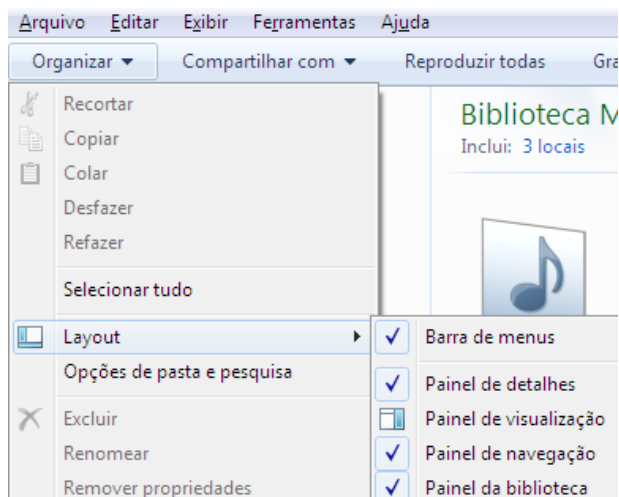 Arquivo Editar Exibir Ferramentas Ajuda
Organizar Compartilhar com Reproduzir todas
Biblioteca
Inclui: 3 locais
Recortar
Copiar
Colar
Desfazer
Refazer
Selecionar tudo
Layout
Opções de pasta e pesquisa
Excluir
Renomear
Remover propriedades
Barra de menus
Painel de detalhes
Painel de visualização
Painel de navegação
Painel da biblioteca